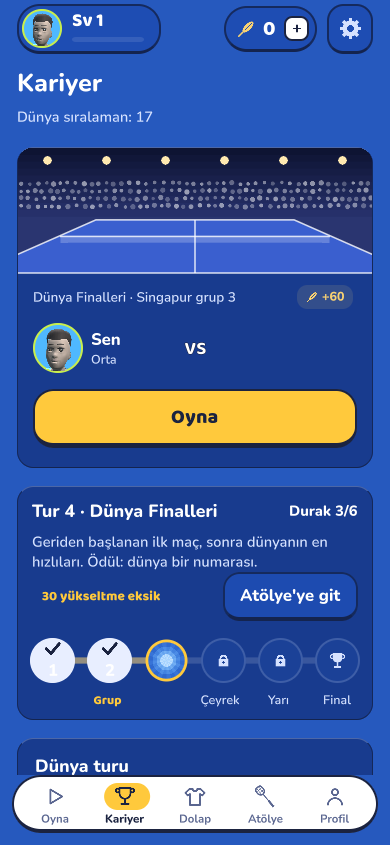 Sv 1
0
+
Kariyer
Dünya sıralaman: 17
Dünya Finalleri · Singapur grup 3
+60
Sen
Orta
VS
Oyna
Tur 4 · Dünya Finalleri
Durak 3/6
Geriden başlanan ilk maç, sonra dünyanın en
hızlıları. Ödül: dünya bir numarası.
30 yükseltme eksik
Atölye'ye git
1
2
Grup
Çeyrek
Yarı
Final
Dünya turu
Oyna
Kariyer
Dolap
Atölye
Profil